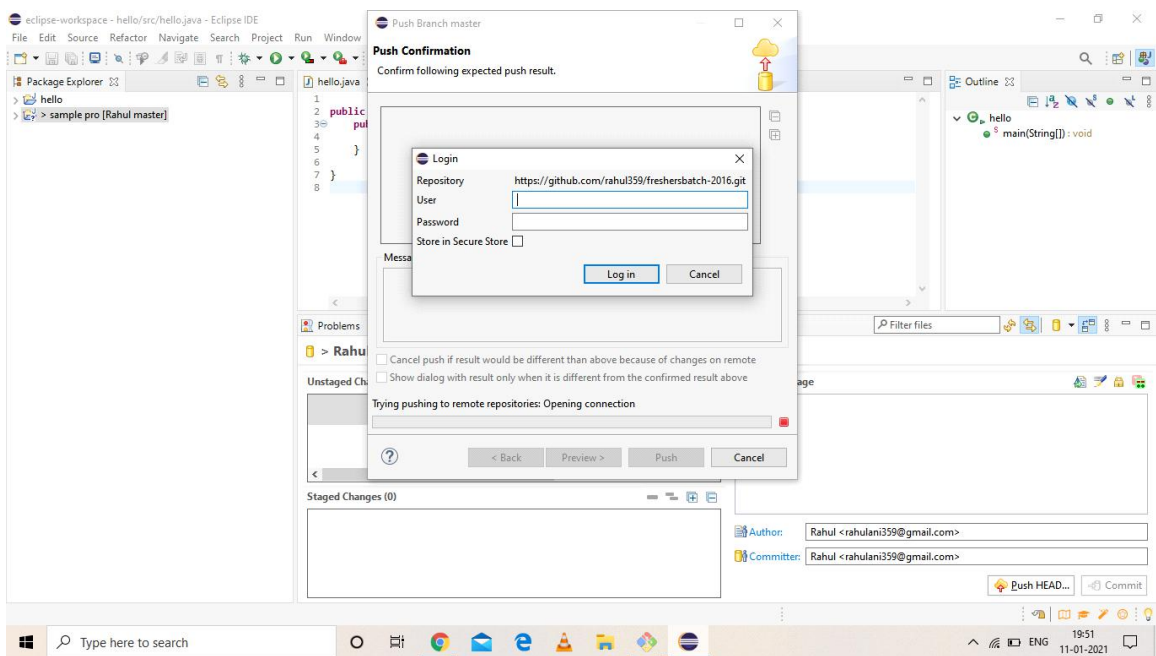 eclipse-workspace - hello/src/hello.java - Eclipse IDE
File Edit Source Refactor Navigate Search Project Run Window
Package Explorer
hello
> sample pro [Rahul master]
hello.java
1
2 public
3 pul
4
5 }
6
7 }
8
Push Branch master
Push Confirmation
Confirm following expected push result.
Login
Repository https://github.com/rahul359/freshersbatch-2016.git
User
Password
Store in Secure Store
Log in Cancel
Messa
Cancel push if result would be different than above because of changes on remote
Show dialog with result only when it is different from the confirmed result above
Trying pushing to remote repositories: Opening connection
< Back Preview > Push Cancel
Outline
hello
main(String[]) : void
Problems
Filter files
> Rahu
Unstaged Ch
age
Staged Changes (0)
Author: Rahul <rahulani359@gmail.com>
Committer: Rahul <rahulani359@gmail.com>
Push HEAD... Commit
Type here to search
ENG
19:51
11-01-2021